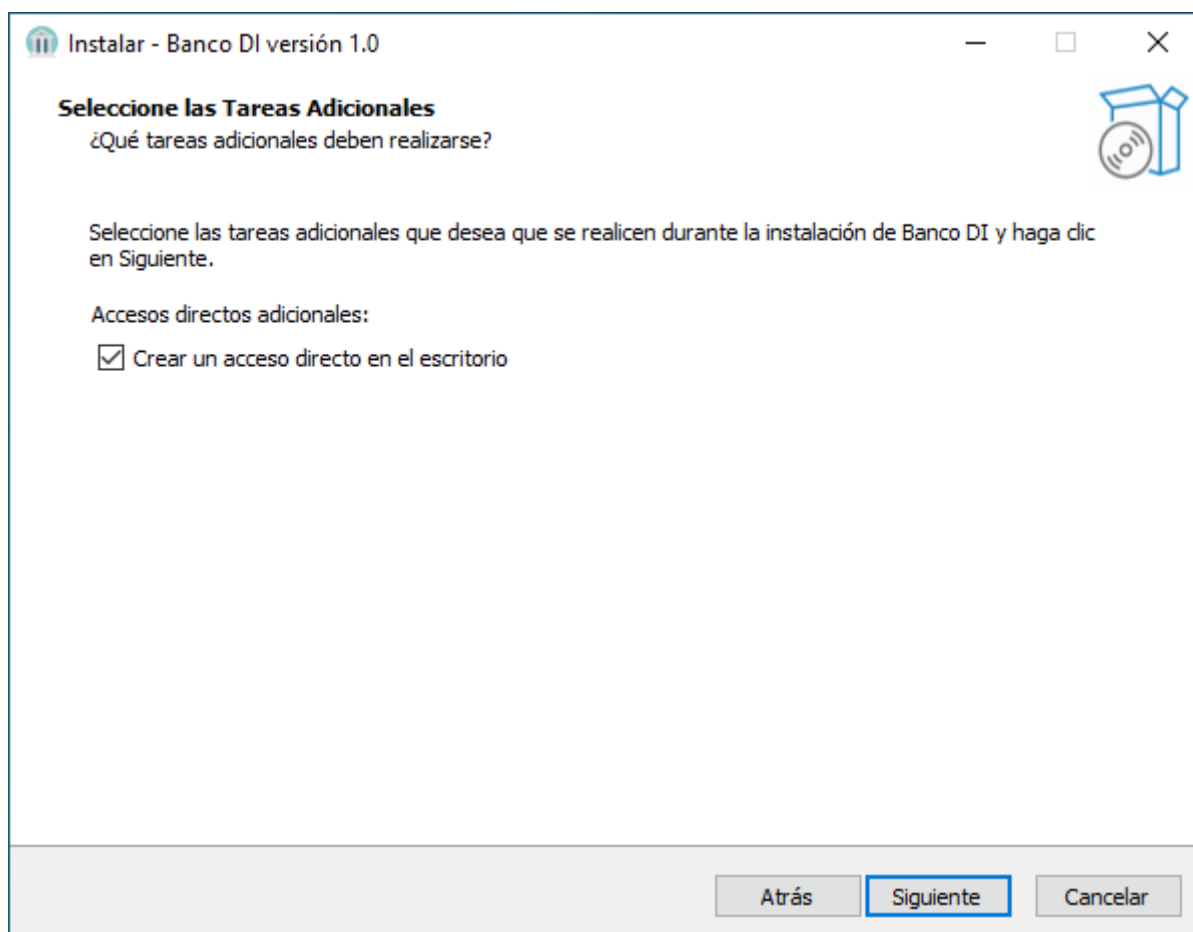 Instalar - Banco DI versión 1.0
Seleccione las Tareas Adicionales
¿Qué tareas adicionales deben realizarse?
Seleccione las tareas adicionales que desea que se realicen durante la instalación de Banco DI y haga clic
en Siguiente.
Accesos directos adicionales:
Crear un acceso directo en el escritorio
Atrás Siguiente Cancelar